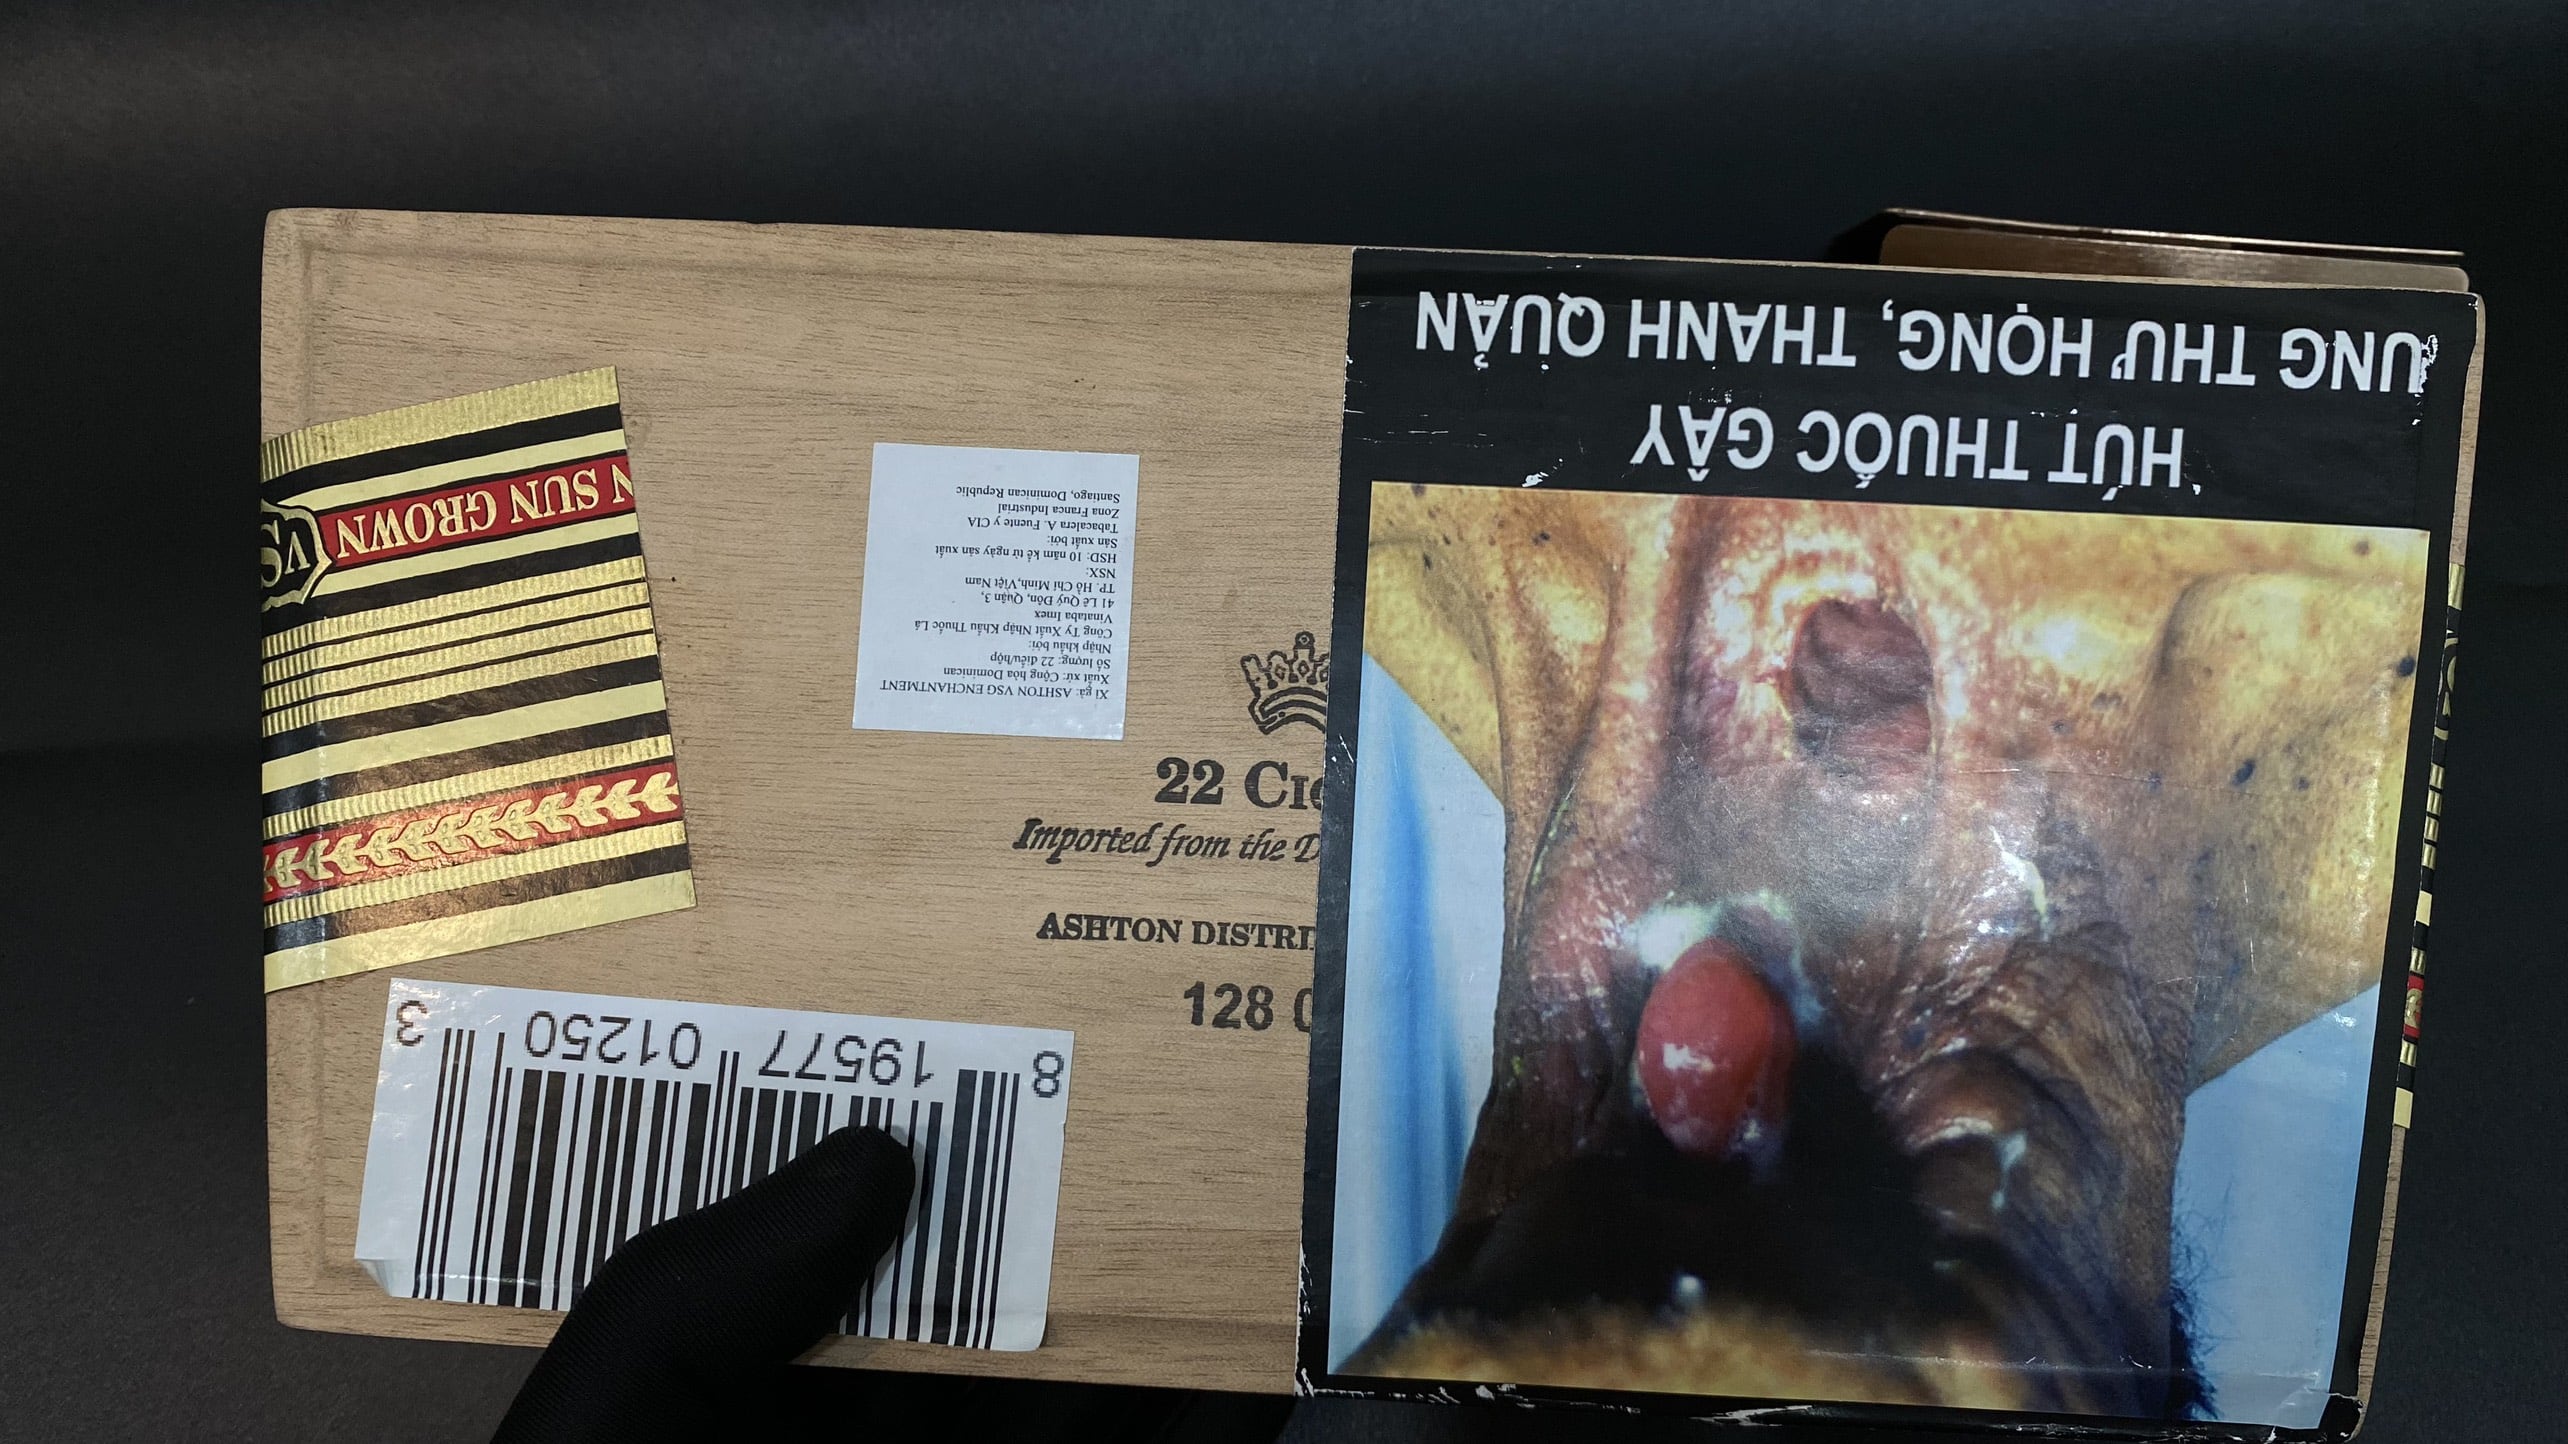 HÚT THUỐC GÂY
UNG THƯ HỌNG, THANH QUẢN
N SUN GROWN
VS
Xì gà: ASHTON VSG ENCHANTMENT
Xuất xứ: Cộng hòa Dominican
Số lượng: 22 điếu/hộp
Nhập khẩu bởi:
Công Ty Xuất Nhập Khẩu Thuốc Lá
Vinataba Imex
41 Lê Quý Đôn, Quận 3,
TP. Hồ Chí Minh,Việt Nam
NSX:
HSD: 10 năm kể từ ngày sản xuất
Sản xuất bởi:
Tabacalera A. Fuente y CIA
Zona Franca Industrial
Santiago, Dominican Republic
22 CIG
Imported from the D
ASHTON DISTRI
128 0
8 19577 01250 3